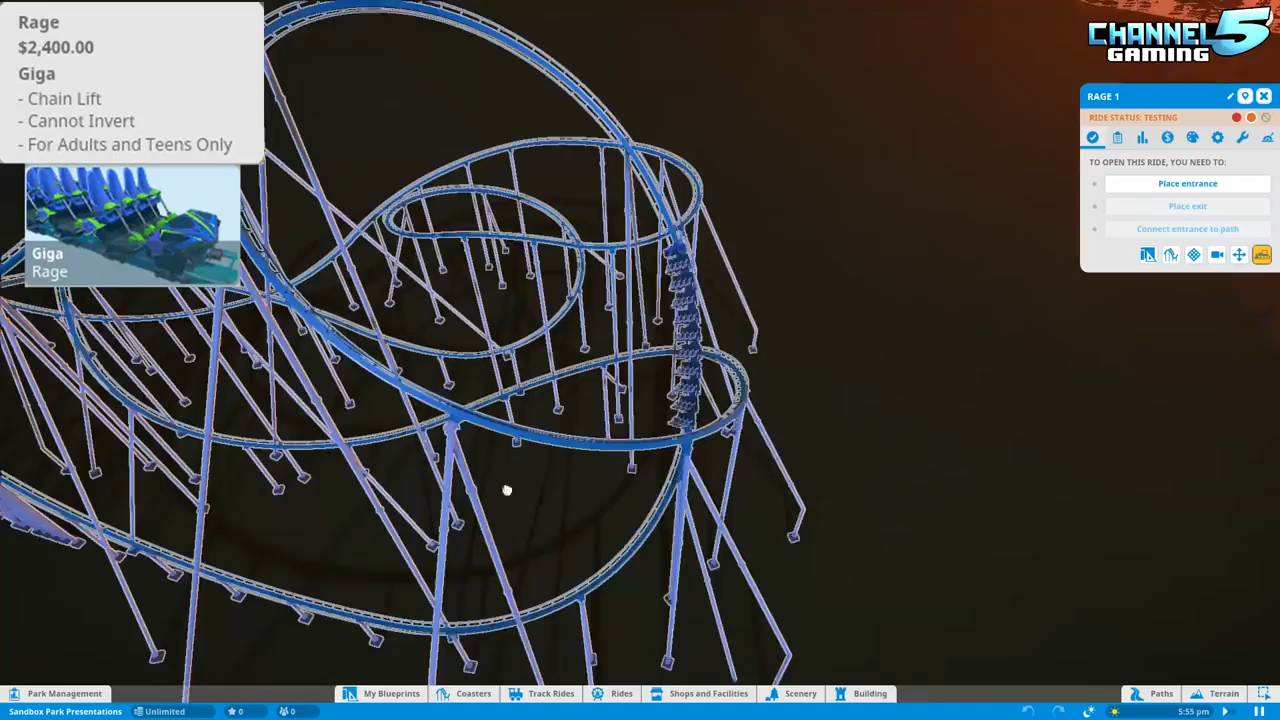 Rage
$2,400.00
Giga
- Chain Lift
- Cannot Invert
- For Adults and Teens Only
Giga
Rage
CHANNEL 5
GAMING
RAGE 1
RIDE STATUS: TESTING
TO OPEN THIS RIDE, YOU NEED TO:
Place entrance
Place exit
Connect entrance to path
Park Management
My Blueprints
Coasters
Track Rides
Rides
Shops and Facilities
Scenery
Building
Paths
Terrain
Sandbox Park Presentations
Unlimited
0
0
5:55 pm